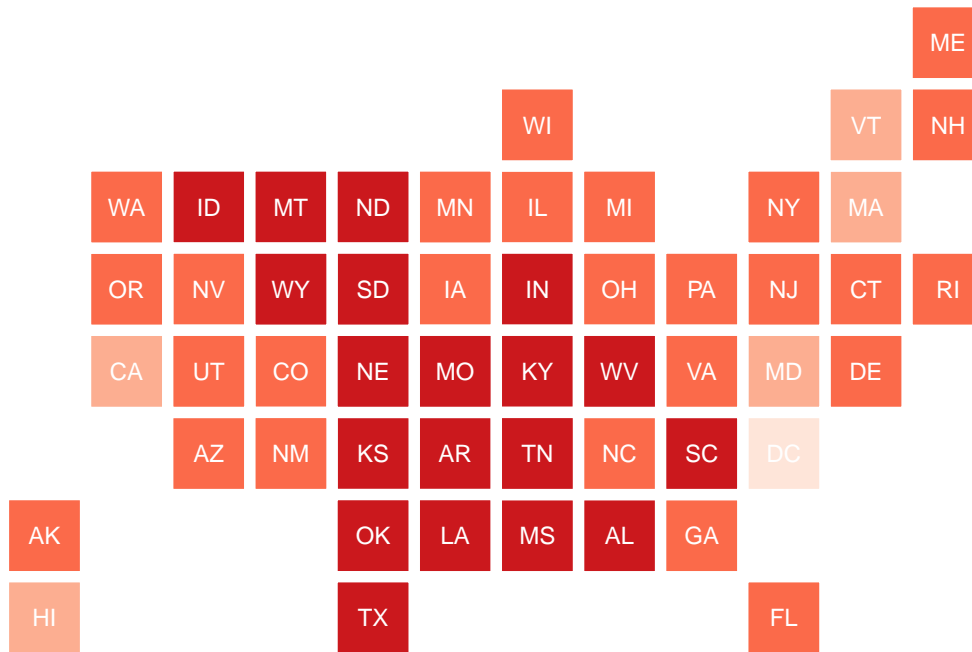 ME
WI VT NH
WA ID MT ND MN IL MI NY MA
OR NV WY SD IA IN OH PA NJ CT RI
CA UT CO NE MO KY WV VA MD DE
AZ NM KS AR TN NC SC DC
AK OK LA MS AL GA
HI TX FL